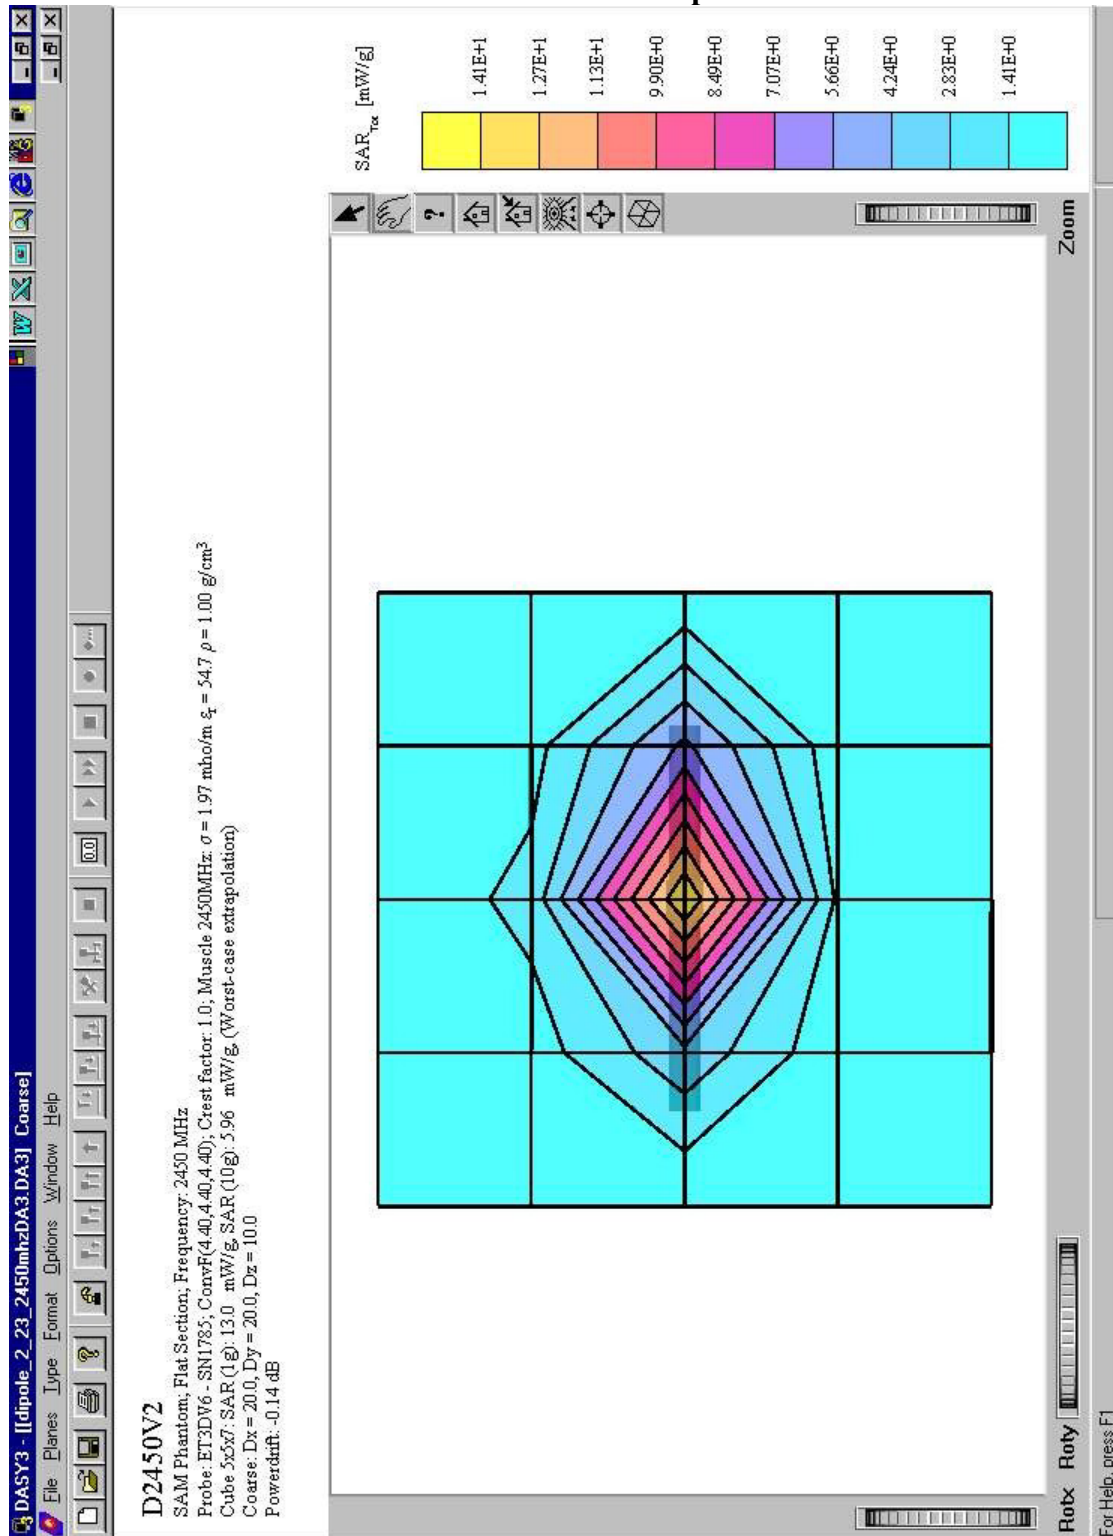 DASY3 - [[dipole_2_23_2450mhzDA3.DA3] Coarse]
File Planes Type Format Options Window Help
D2450V2
SAM Phantom; Flat Section; Frequency: 2450 MHz
Probe: ET3DV6 - SN1785; ConvF(4.40,4.40,4.40); Crest factor: 1.0; Muscle 2450MHz: σ = 1.97 mho/m εr = 54.7 ρ = 1.00 g/cm³
Cube 5x5x7: SAR (1g): 13.0 mW/g, SAR (10g): 5.96 mW/g, (Worst-case extrapolation)
Coarse: Dx = 20.0, Dy = 20.0, Dz = 10.0
Powerdrift: -0.14 dB
SAR Tot [mW/g]
1.41E+1
1.27E+1
1.13E+1
9.90E+0
8.49E+0
7.07E+0
5.66E+0
4.24E+0
2.83E+0
1.41E+0
Rotx Roty Zoom
For Help, press F1